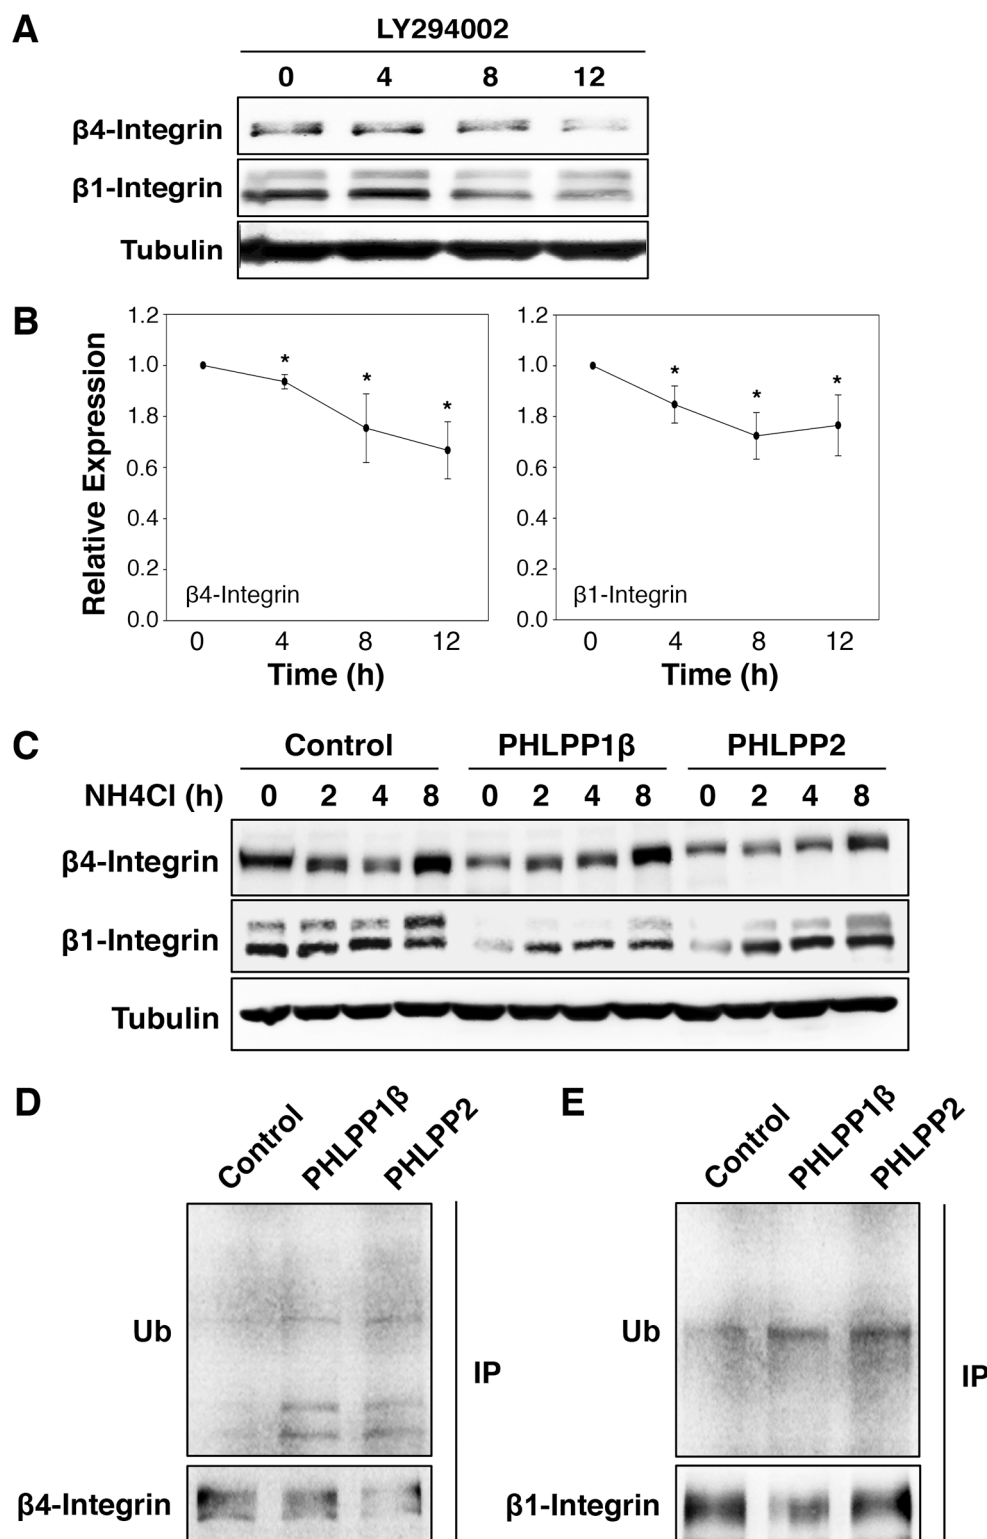 A
LY294002
0 4 8 12
β4-Integrin
β1-Integrin
Tubulin
B
Relative Expression
1.2
1.0
1.8
0.6
0.4
0.2
0.0
*
*
*
β4-Integrin
0 4 8 12
Time (h)
1.2
1.0
1.8
0.6
0.4
0.2
0.0
*
*
*
β1-Integrin
0 4 8 12
Time (h)
C
Control PHLPP1β PHLPP2
NH4Cl (h) 0 2 4 8 0 2 4 8 0 2 4 8
β4-Integrin
β1-Integrin
Tubulin
D
Control PHLPP1β PHLPP2
Ub
IP
β4-Integrin
E
Control PHLPP1β PHLPP2
Ub
IP
β1-Integrin